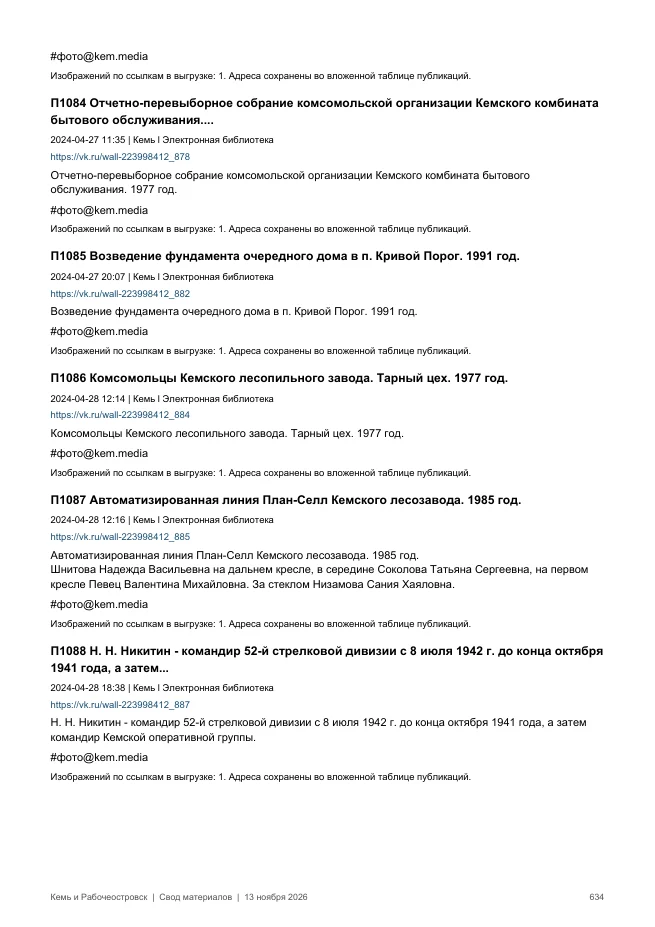 #фото@kem.media
Изображений по ссылкам в выгрузке: 1. Адреса сохранены во вложенной таблице публикаций.
П1084 Отчетно-перевыборное собрание комсомольской организации Кемского комбината
бытового обслуживания....
2024-04-27 11:35 | Кемь l Электронная библиотека
https://vk.ru/wall-223998412_878
Отчетно-перевыборное собрание комсомольской организации Кемского комбината бытового
обслуживания. 1977 год.
#фото@kem.media
Изображений по ссылкам в выгрузке: 1. Адреса сохранены во вложенной таблице публикаций.
П1085 Возведение фундамента очередного дома в п. Кривой Порог. 1991 год.
2024-04-27 20:07 | Кемь l Электронная библиотека
https://vk.ru/wall-223998412_882
Возведение фундамента очередного дома в п. Кривой Порог. 1991 год.
#фото@kem.media
Изображений по ссылкам в выгрузке: 1. Адреса сохранены во вложенной таблице публикаций.
П1086 Комсомольцы Кемского лесопильного завода. Тарный цех. 1977 год.
2024-04-28 12:14 | Кемь l Электронная библиотека
https://vk.ru/wall-223998412_884
Комсомольцы Кемского лесопильного завода. Тарный цех. 1977 год.
#фото@kem.media
Изображений по ссылкам в выгрузке: 1. Адреса сохранены во вложенной таблице публикаций.
П1087 Автоматизированная линия План-Селл Кемского лесозавода. 1985 год.
2024-04-28 12:16 | Кемь l Электронная библиотека
https://vk.ru/wall-223998412_885
Автоматизированная линия План-Селл Кемского лесозавода. 1985 год.
Шнитова Надежда Васильевна на дальнем кресле, в середине Соколова Татьяна Сергеевна, на первом
кресле Певец Валентина Михайловна. За стеклом Низамова Сания Хаяловна.
#фото@kem.media
Изображений по ссылкам в выгрузке: 1. Адреса сохранены во вложенной таблице публикаций.
П1088 Н. Н. Никитин - командир 52-й стрелковой дивизии с 8 июля 1942 г. до конца октября
1941 года, а затем...
2024-04-28 18:38 | Кемь l Электронная библиотека
https://vk.ru/wall-223998412_887
Н. Н. Никитин - командир 52-й стрелковой дивизии с 8 июля 1942 г. до конца октября 1941 года, а затем
командир Кемской оперативной группы.
#фото@kem.media
Изображений по ссылкам в выгрузке: 1. Адреса сохранены во вложенной таблице публикаций.
Кемь и Рабочеостровск | Свод материалов | 13 ноября 2026
634